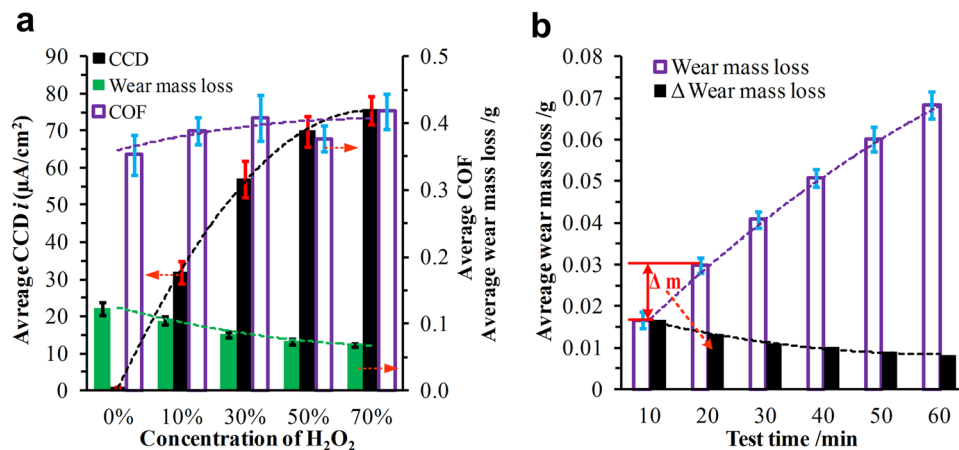 a
Avreage CCD i (μA/cm²)
90
80
70
60
50
40
30
20
10
0
CCD
Wear mass loss
COF
0.5
0.4
0.3
0.2
0.1
0.0
Average COF
Average wear mass loss /g
0%
10%
30%
50%
70%
Concentration of H₂O₂
b
Avreage wear mass loss /g
0.08
0.07
0.06
0.05
0.04
0.03
0.02
0.01
0
Wear mass loss
Δ Wear mass loss
Δ m
10
20
30
40
50
60
Test time /min